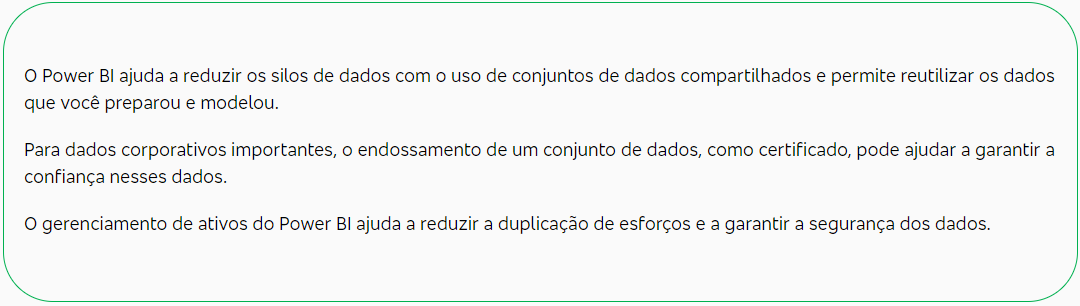 O Power BI ajuda a reduzir os silos de dados com o uso de conjuntos de dados compartilhados e permite reutilizar os dados
que você preparou e modelou.
Para dados corporativos importantes, o endossamento de um conjunto de dados, como certificado, pode ajudar a garantir a
confiança nesses dados.
O gerenciamento de ativos do Power BI ajuda a reduzir a duplicação de esforços e a garantir a segurança dos dados.